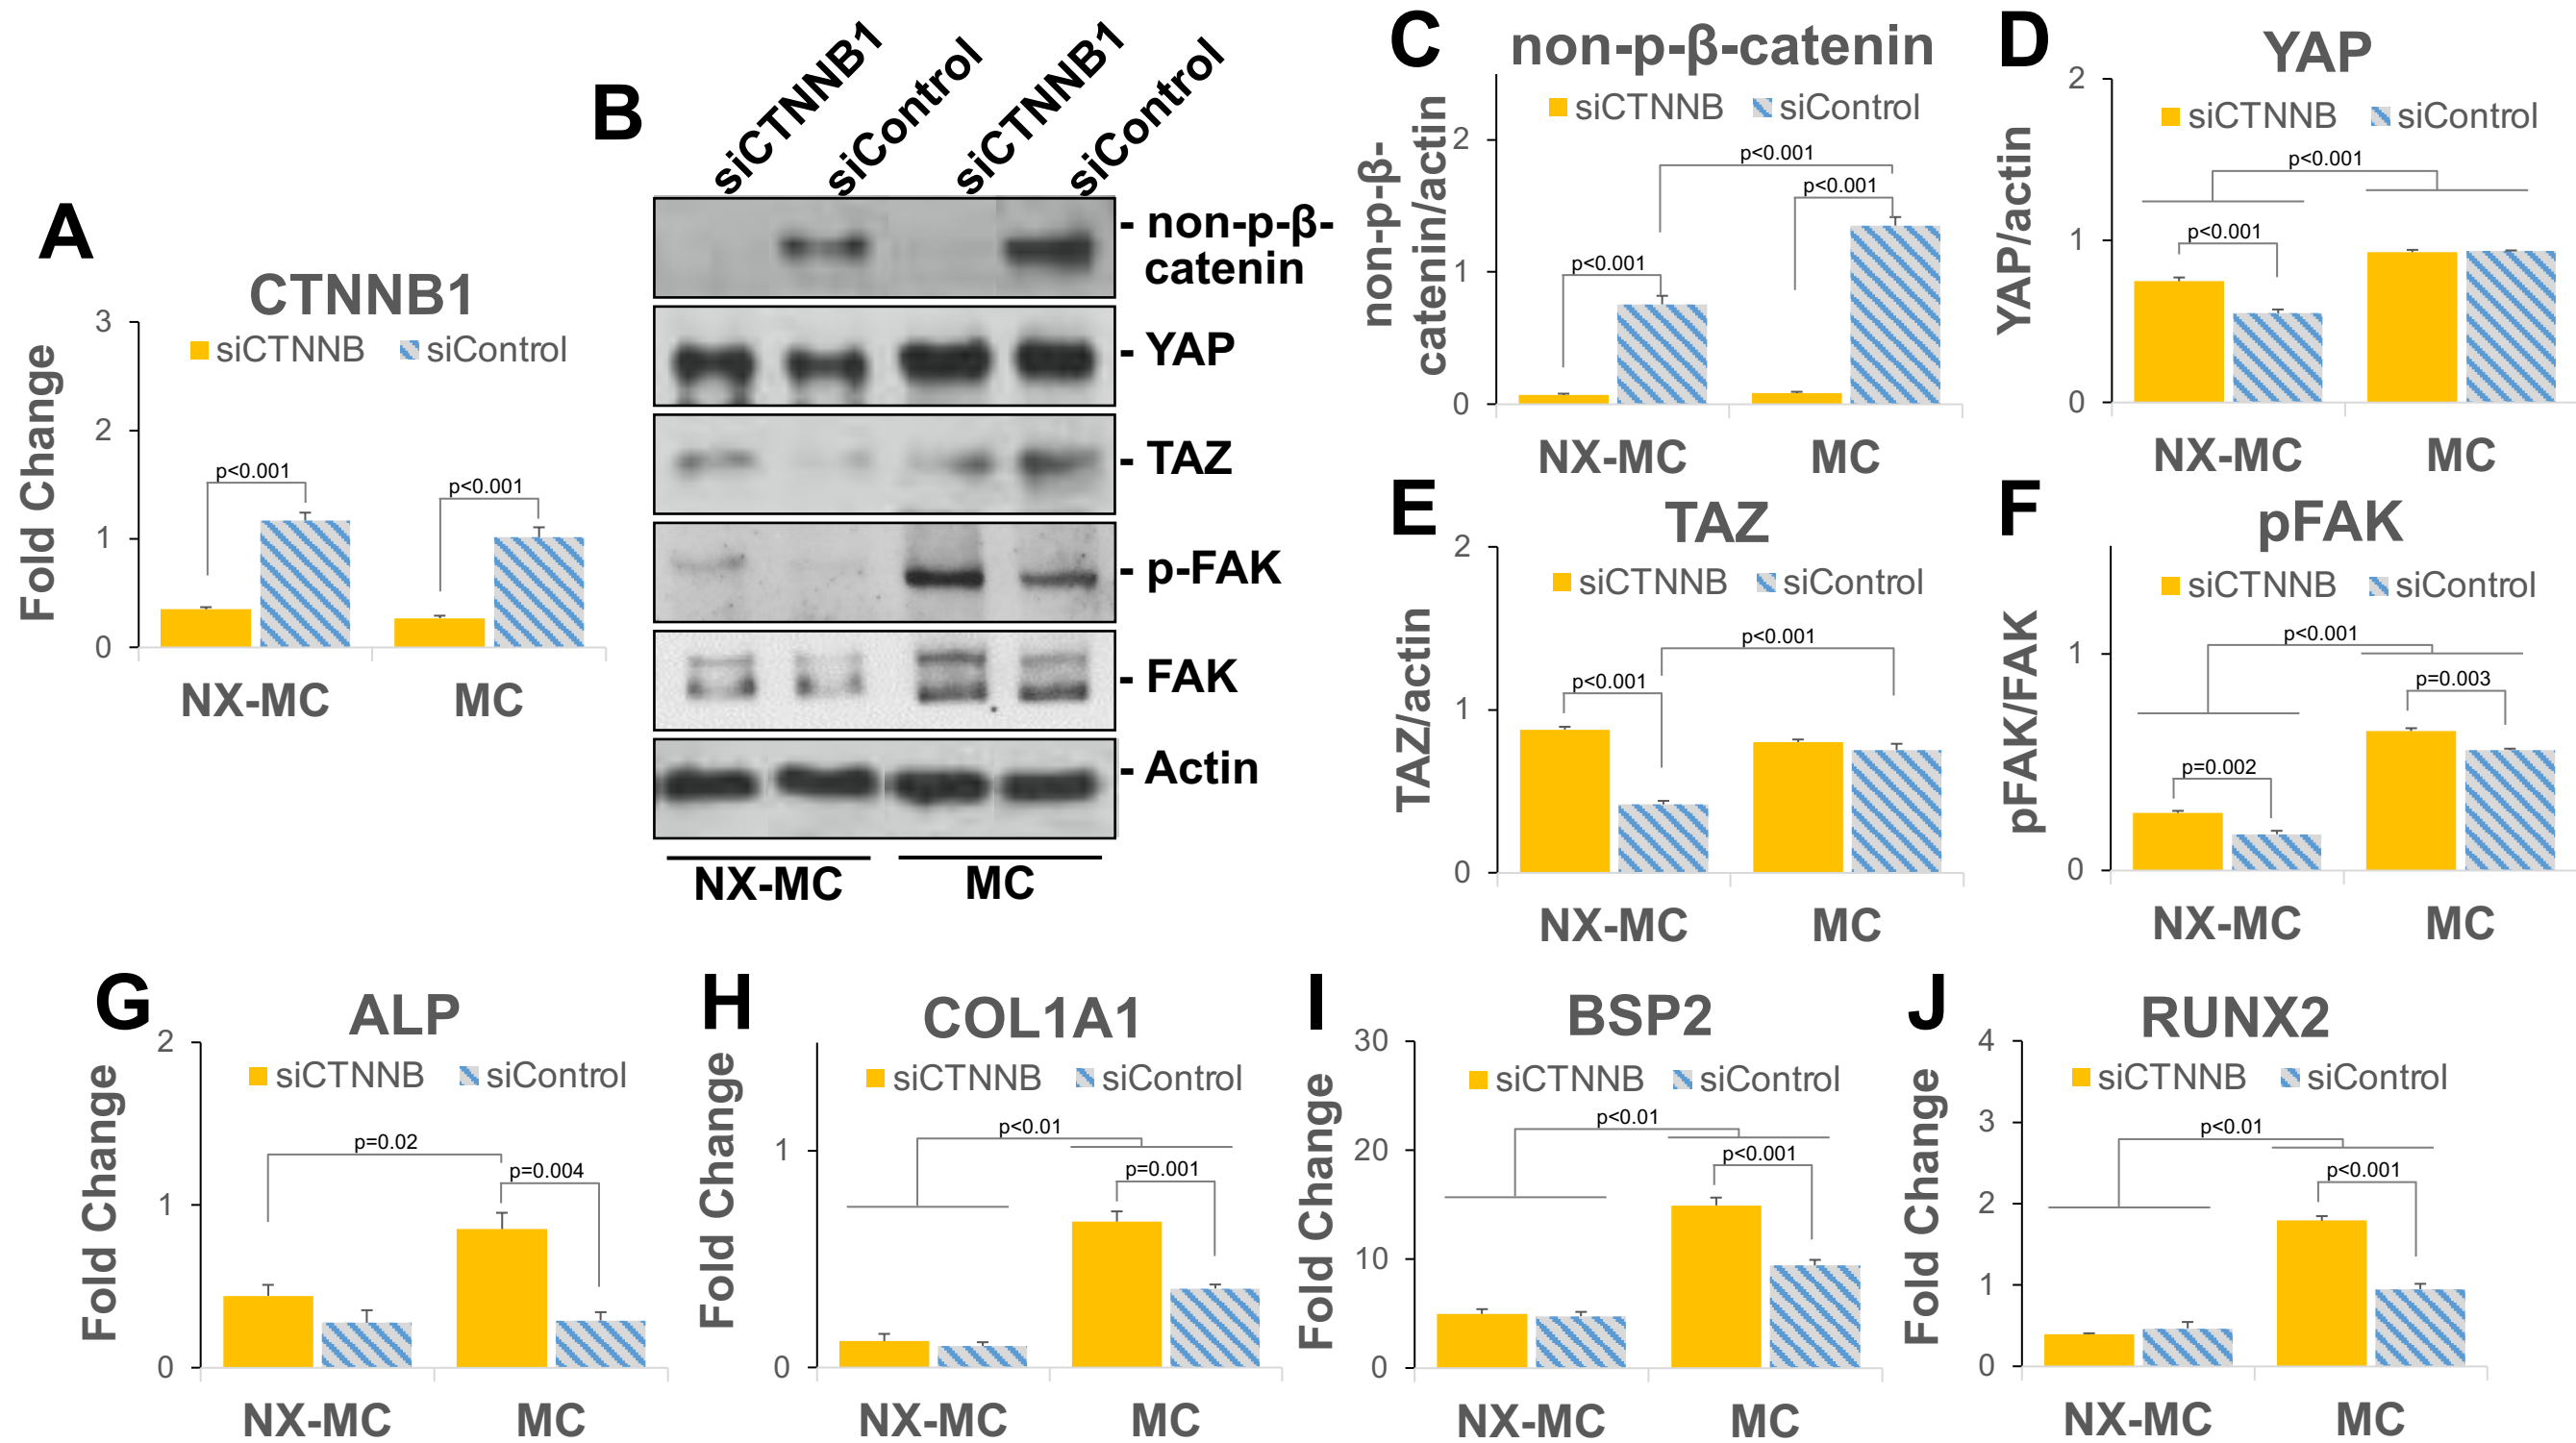 A
CTNNB1
siCTNNB siControl
Fold Change
3
2
1
0
p<0.001
p<0.001
NX-MC MC
B
siCTNNB1
siControl
siCTNNB1
siControl
- non-p-β-
catenin
- YAP
- TAZ
- p-FAK
- FAK
- Actin
NX-MC MC
C
non-p-β-catenin
siCTNNB siControl
non-p-β-
catenin/actin
2
1
0
p<0.001
p<0.001
p<0.001
NX-MC MC
D
YAP
siCTNNB siControl
YAP/actin
2
1
0
p<0.001
p<0.001
NX-MC MC
E
TAZ
siCTNNB siControl
TAZ/actin
2
1
0
p<0.001
p<0.001
NX-MC MC
F
pFAK
siCTNNB siControl
pFAK/FAK
1
0
p<0.001
p=0.003
p=0.002
NX-MC MC
G
ALP
siCTNNB siControl
Fold Change
2
1
0
p=0.02
p=0.004
NX-MC MC
H
COL1A1
siCTNNB siControl
Fold Change
1
0
p<0.01
p=0.001
NX-MC MC
I
BSP2
siCTNNB siControl
Fold Change
30
20
10
0
p<0.01
p<0.001
NX-MC MC
J
RUNX2
siCTNNB siControl
Fold Change
4
3
2
1
0
p<0.01
p<0.001
NX-MC MC